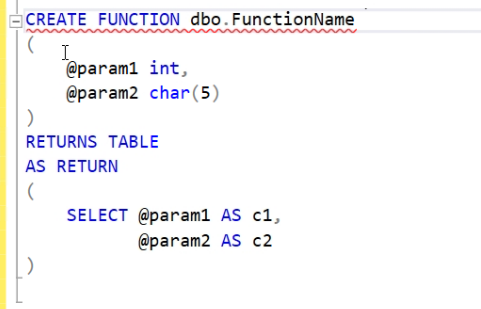 CREATE FUNCTION dbo.FunctionName
(
    @param1 int,
    @param2 char(5)
)
RETURNS TABLE
AS RETURN
(
    SELECT @param1 AS c1,
           @param2 AS c2
)